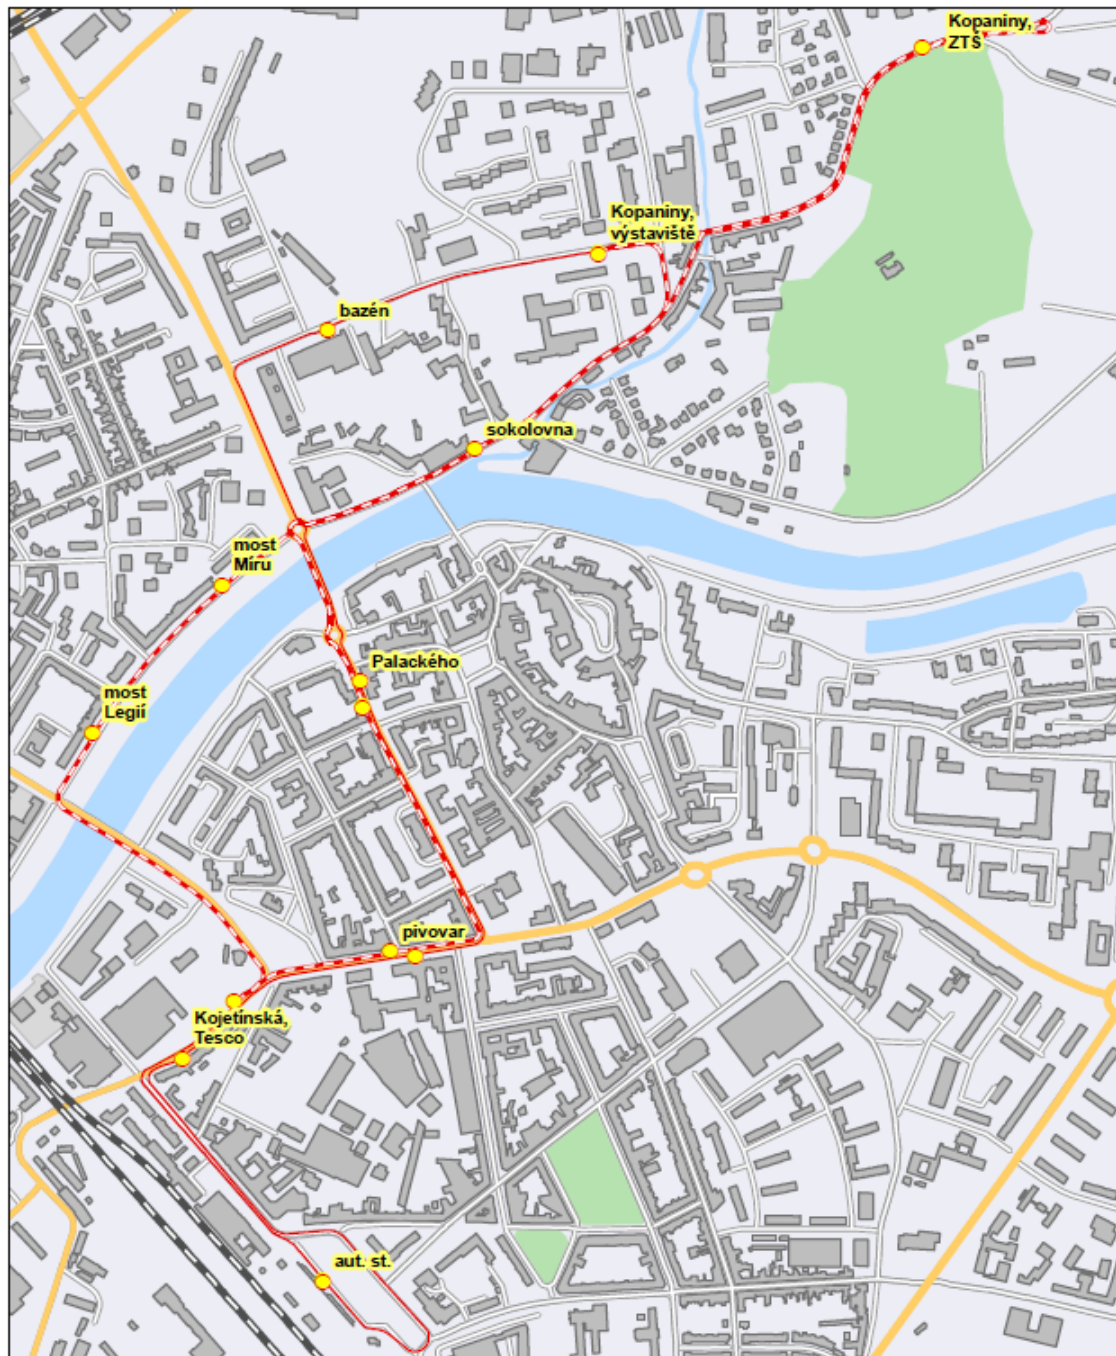 Kopaniny,
ZTŠ
Kopaniny,
výstaviště
bazén
sokolovna
most
Míru
Palackého
most
Legií
pivovar
Kojetínská,
Tesco
aut. st.